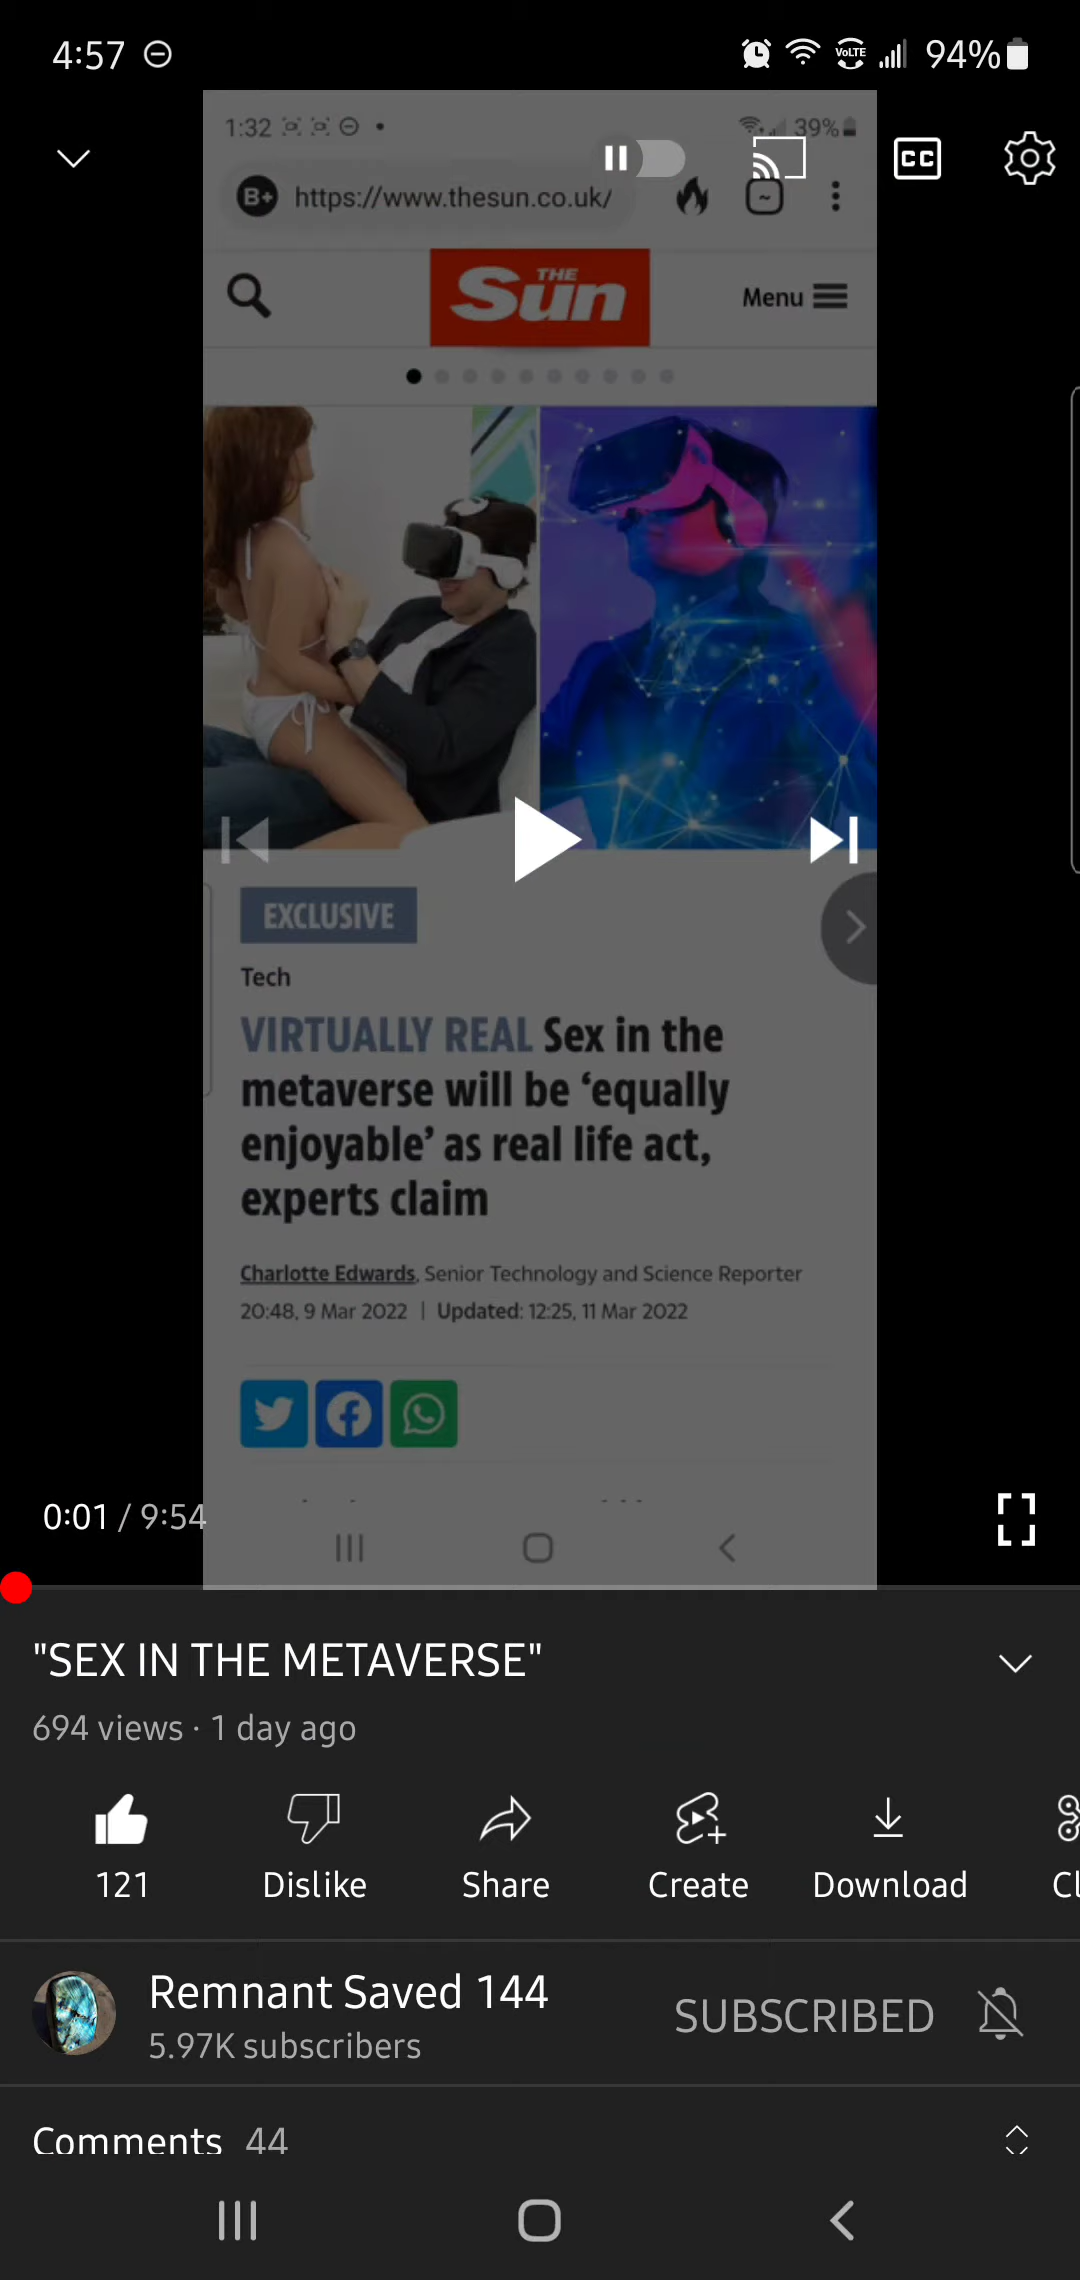 4:57
VoLTE
94%
1:32
39%
CC
B+
https://www.thesun.co.uk/
~
THE
Sun
Menu
EXCLUSIVE
Tech
VIRTUALLY REAL Sex in the
metaverse will be ‘equally
enjoyable’ as real life act,
experts claim
Charlotte Edwards, Senior Technology and Science Reporter
20:48, 9 Mar 2022 | Updated: 12:25, 11 Mar 2022
0:01 / 9:54
"SEX IN THE METAVERSE"
694 views · 1 day ago
121
Dislike
Share
Create
Download
Cl
Remnant Saved 144
5.97K subscribers
SUBSCRIBED
Comments 44